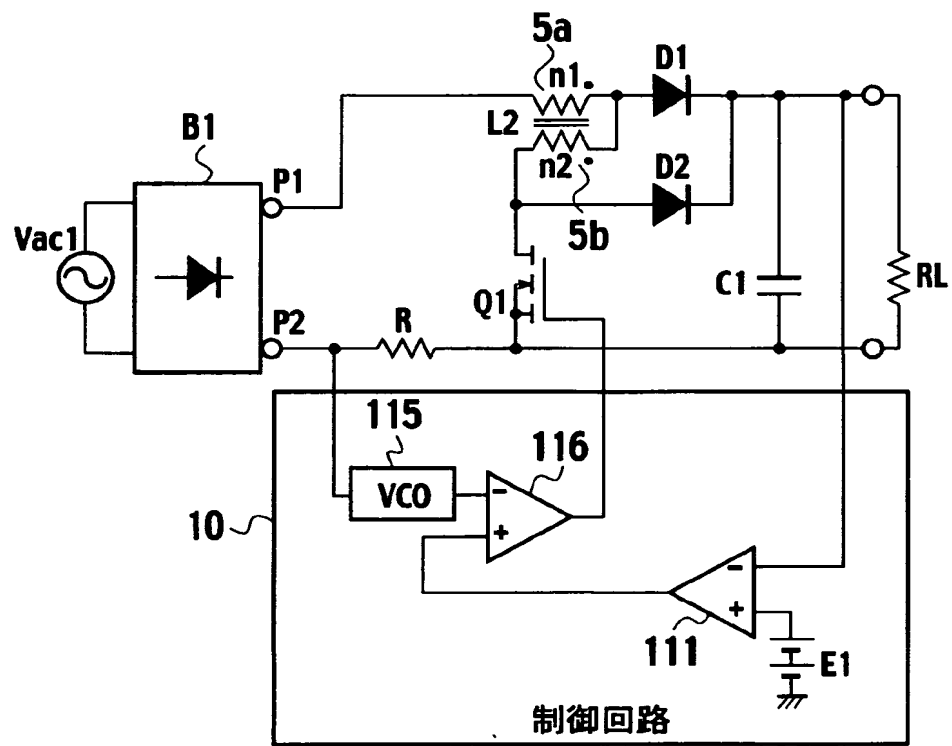 5a
n1
D1
B1
L2
P1
n2
D2
Vac1
5b
C1
RL
Q1
P2
R
115
116
VCO
-
+
10
-
+
111
E1
制御回路